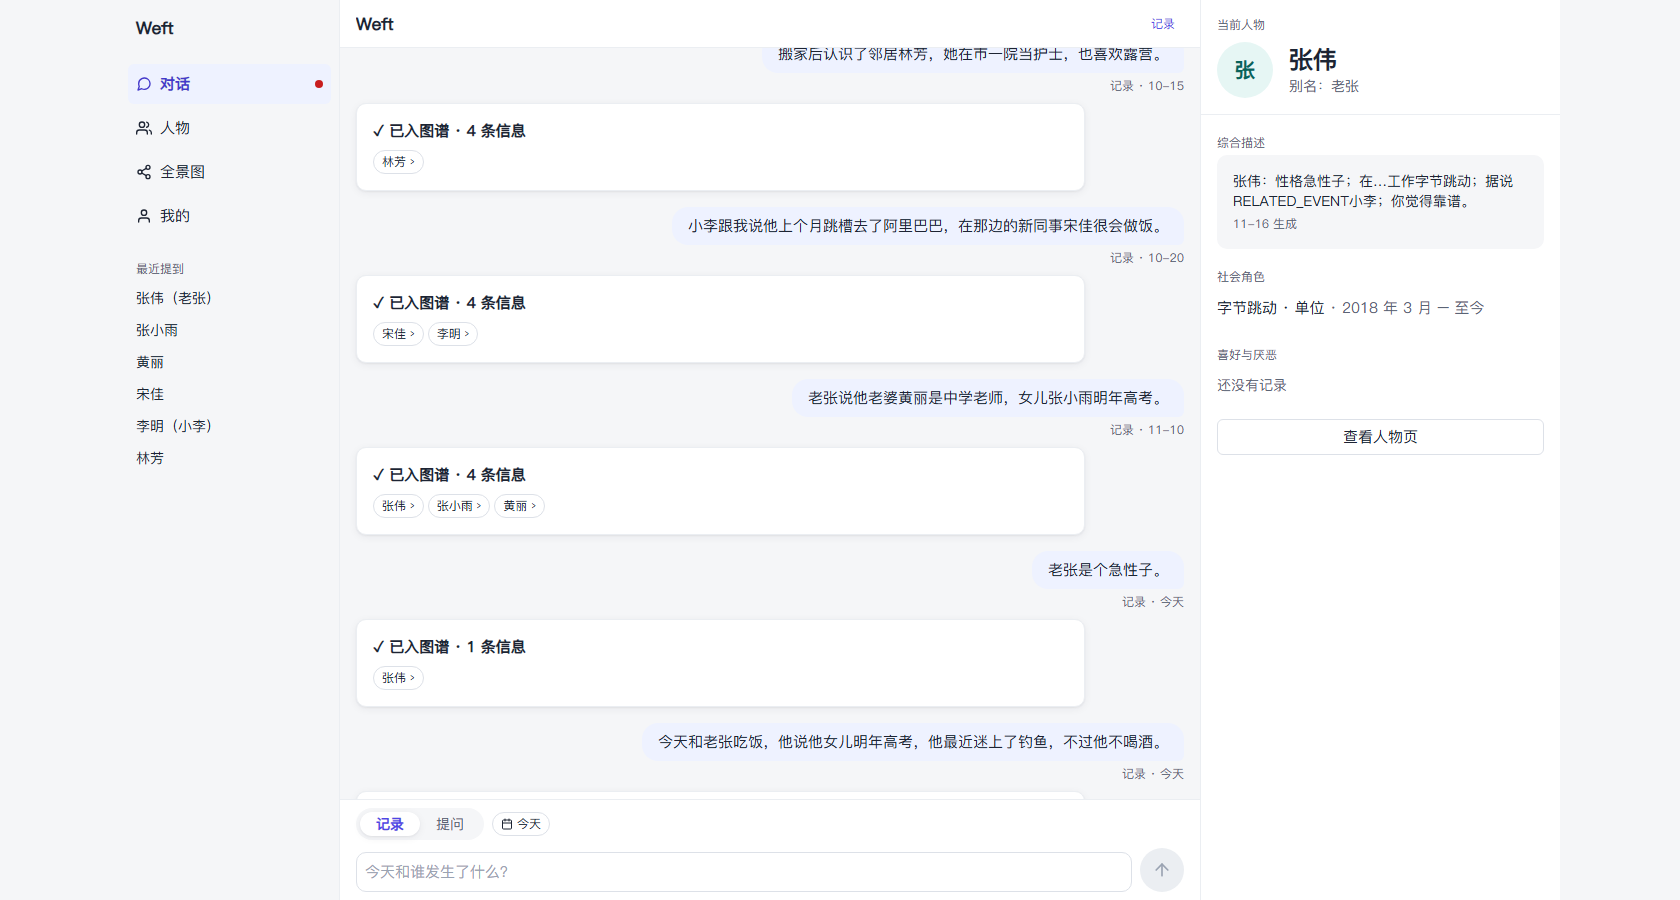 Weft
对话
人物
全景图
我的
最近提到
张伟（老张）
张小雨
黄丽
宋佳
李明（小李）
林芳
Weft
记录
搬家后认识了邻居林芳，她在市一院当护士，也喜欢露营。
记录 · 10-15
✓ 已入图谱 · 4 条信息
林芳 ›
小李跟我说他上个月跳槽去了阿里巴巴，在那边的新同事宋佳很会做饭。
记录 · 10-20
✓ 已入图谱 · 4 条信息
宋佳 › 李明 ›
老张说他老婆黄丽是中学老师，女儿张小雨明年高考。
记录 · 11-10
✓ 已入图谱 · 4 条信息
张伟 › 张小雨 › 黄丽 ›
老张是个急性子。
记录 · 今天
✓ 已入图谱 · 1 条信息
张伟 ›
今天和老张吃饭，他说他女儿明年高考，他最近迷上了钓鱼，不过他不喝酒。
记录 · 今天
记录 提问 今天
今天和谁发生了什么?
当前人物
张
张伟
别名：老张
综合描述
张伟：性格急性子；在…工作字节跳动；据说
RELATED_EVENT小李；你觉得靠谱。
11-16 生成
社会角色
字节跳动 · 单位 · 2018 年 3 月 — 至今
喜好与厌恶
还没有记录
查看人物页